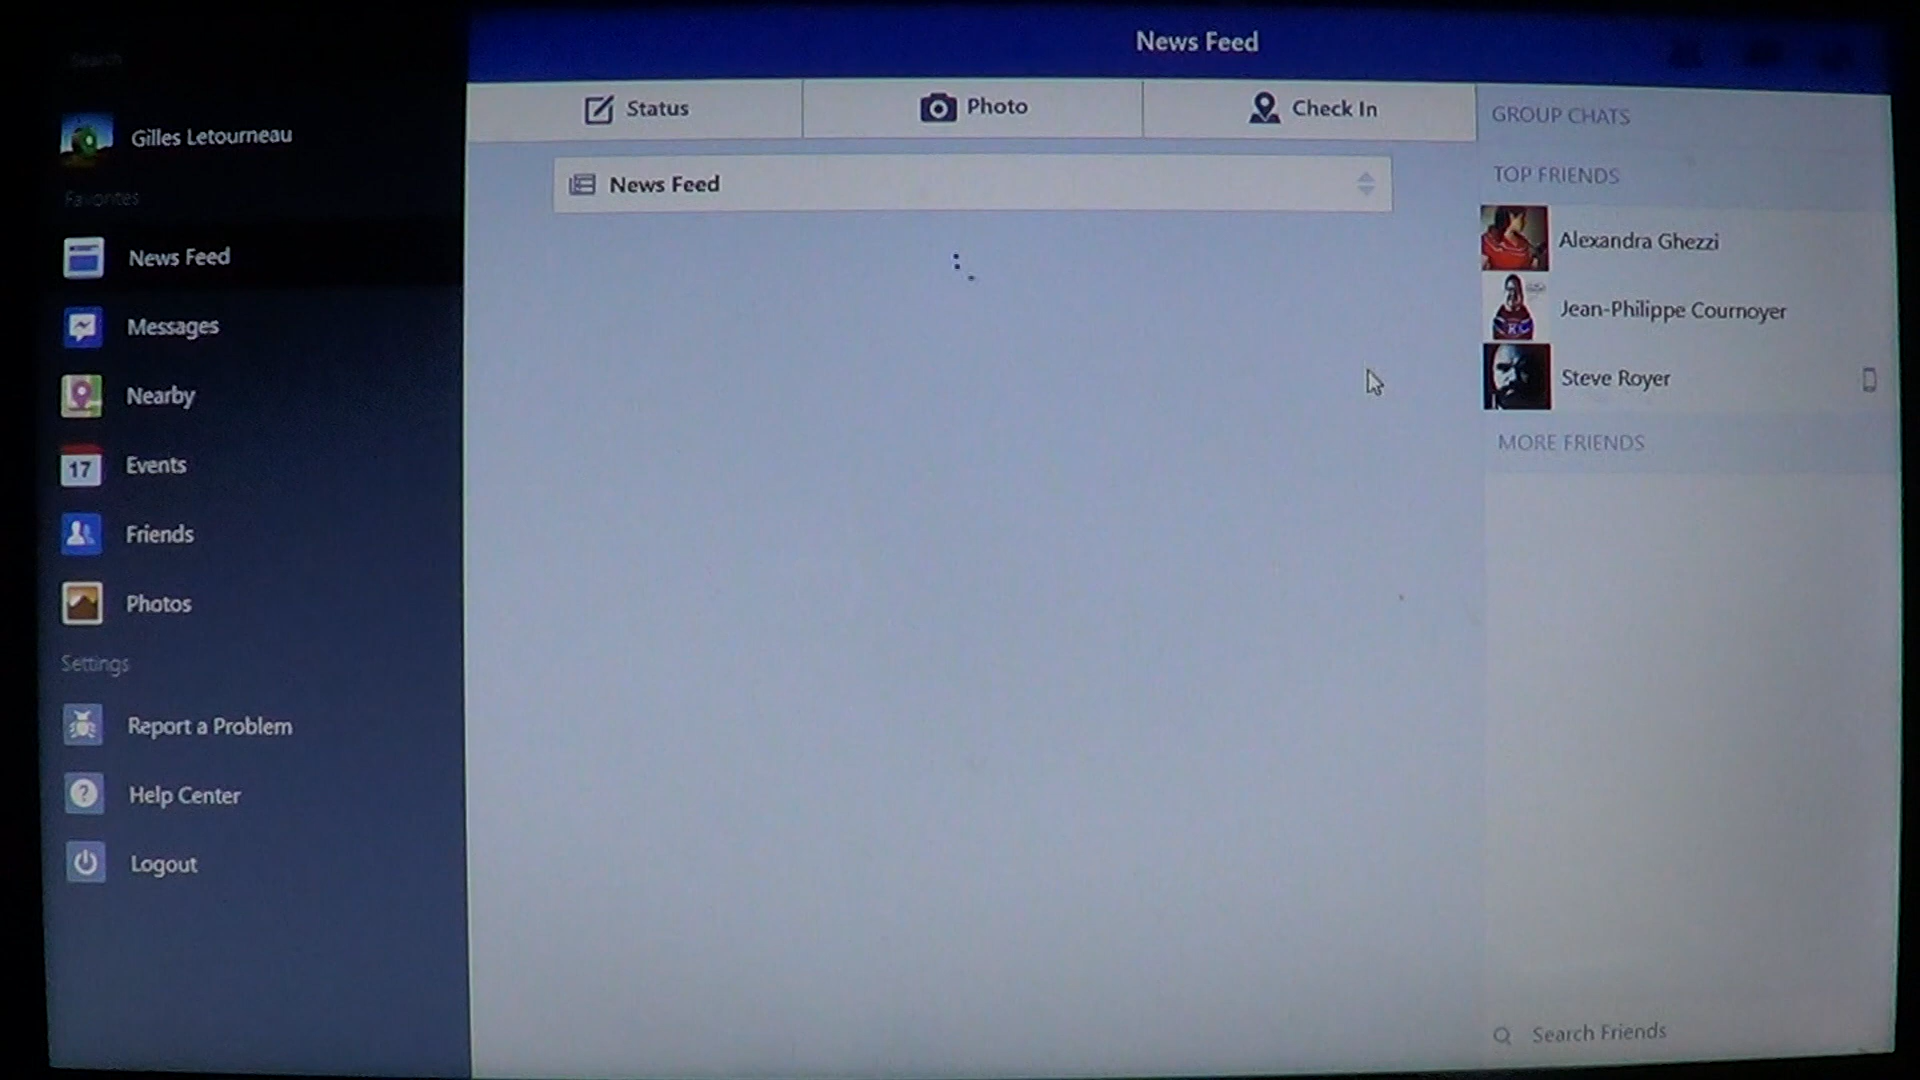 Search
Gilles Letourneau
Favorites
News Feed
Messages
Nearby
17
Events
Friends
Photos
Settings
Report a Problem
?
Help Center
Logout
News Feed
Status
Photo
Check In
News Feed
GROUP CHATS
TOP FRIENDS
Alexandra Ghezzi
Jean-Philippe Cournoyer
Steve Royer
MORE FRIENDS
Search Friends